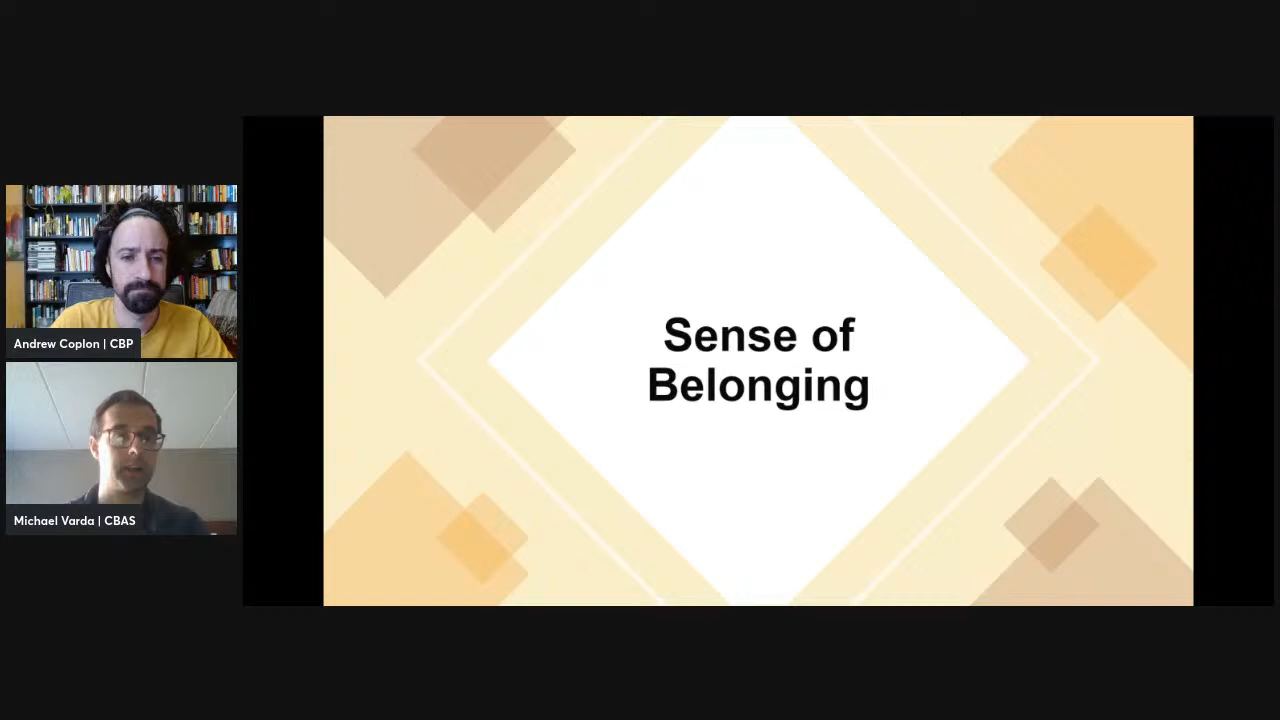 Andrew Coplon | CBP
Michael Varda | CBAS
Sense of
Belonging